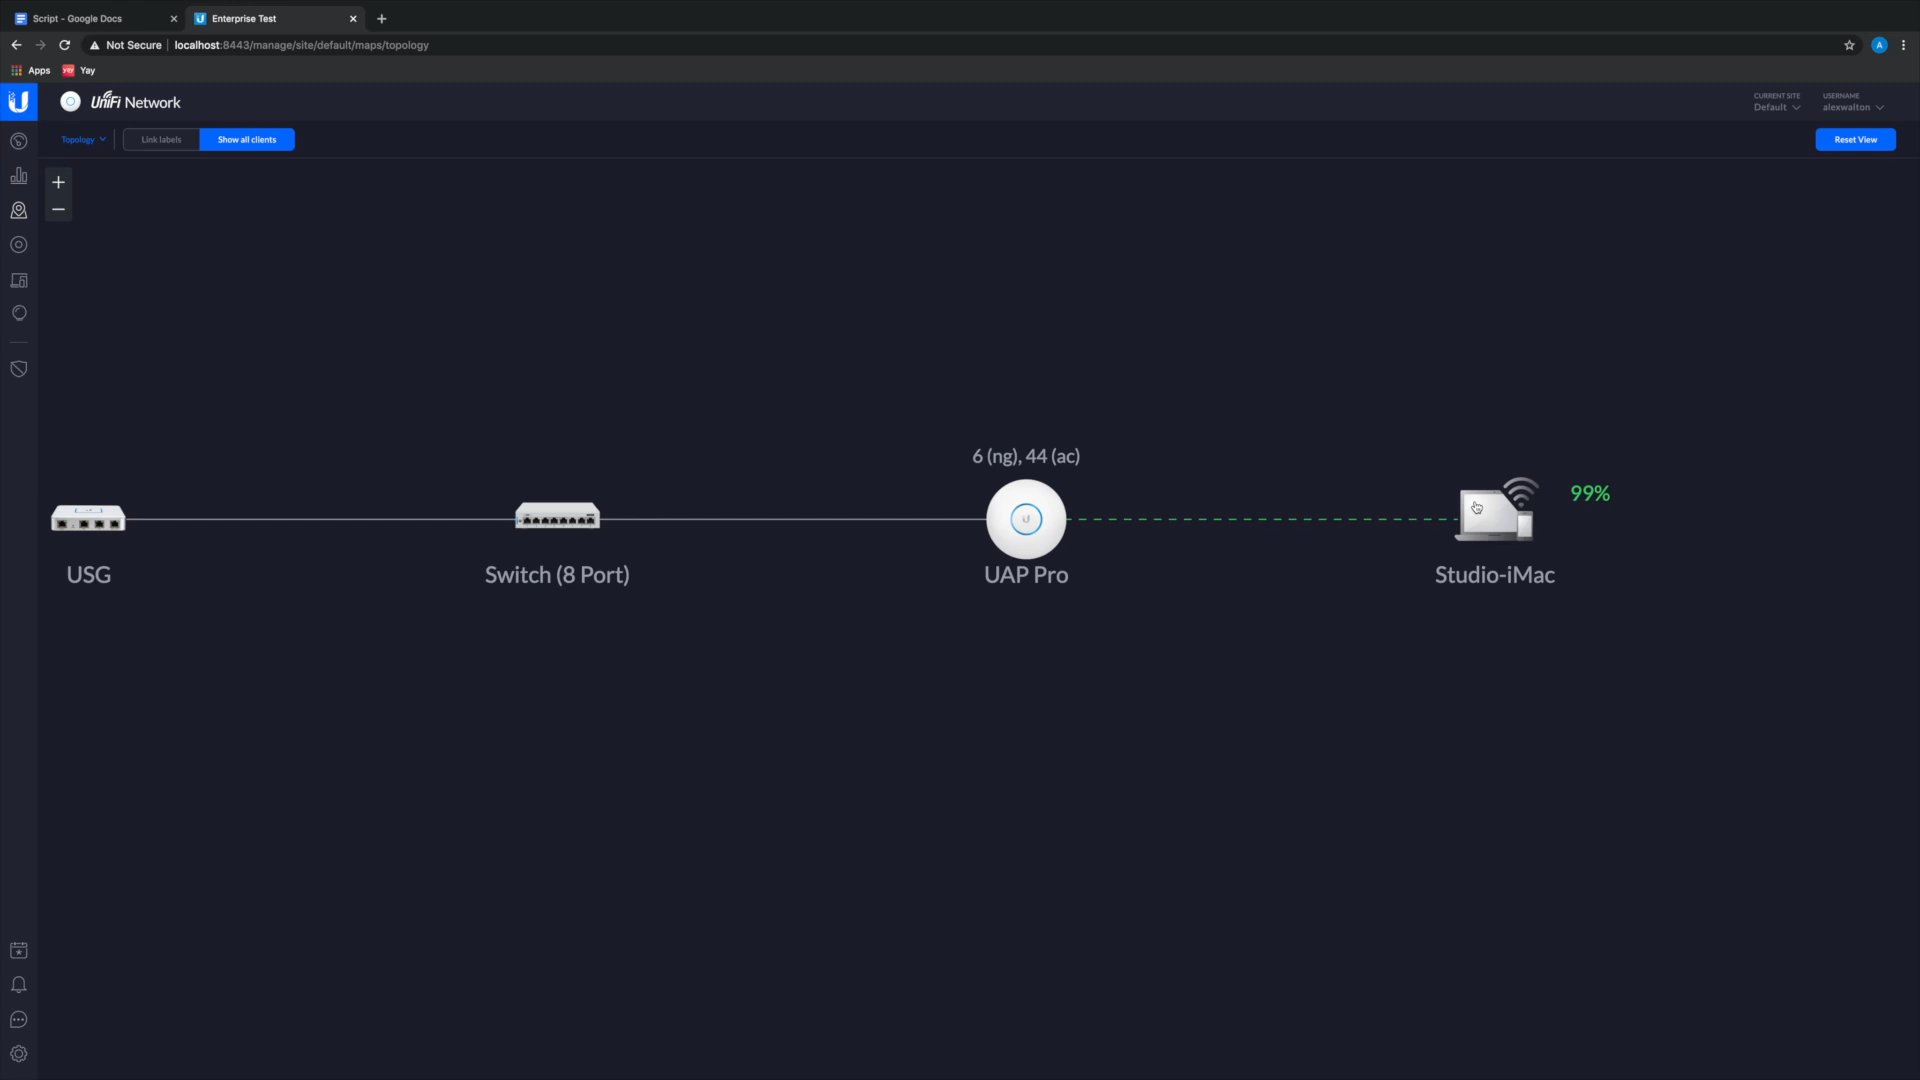 Script - Google Docs
Enterprise Test
Not Secure
localhost:8443/manage/site/default/maps/topology
A
Apps
Yay
UniFi Network
CURRENT SITE
Default
USERNAME
alexwalton
Topology
Link labels
Show all clients
Reset View
6 (ng), 44 (ac)
99%
USG
Switch (8 Port)
UAP Pro
Studio-iMac